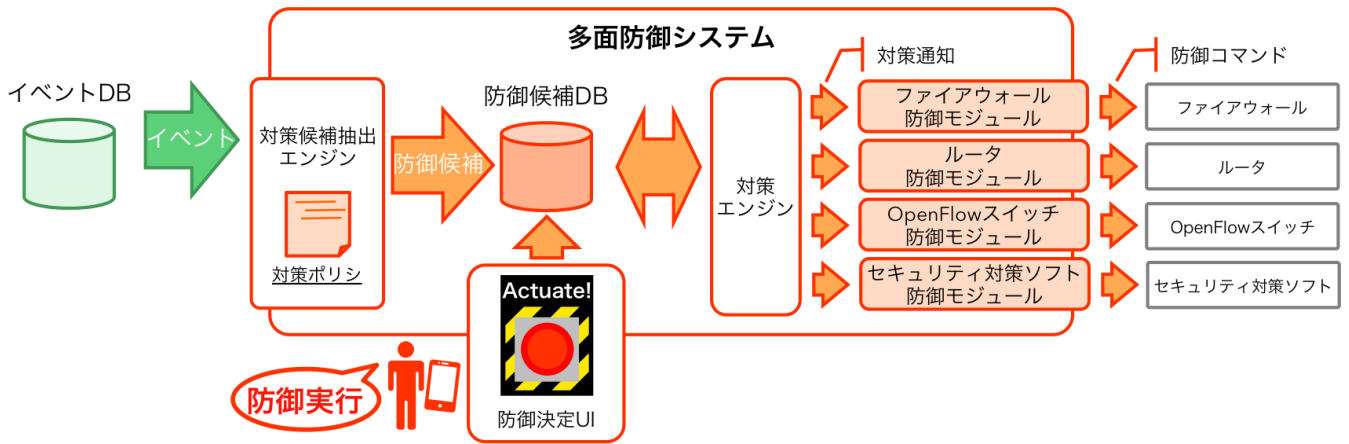 多面防御システム
イベントDB
イベント
対策候補抽出
エンジン
対策ポリシ
防御候補
防御候補DB
対策
エンジン
対策通知
防御コマンド
ファイアウォール
防御モジュール
ファイアウォール
ルータ
防御モジュール
ルータ
OpenFlowスイッチ
防御モジュール
OpenFlowスイッチ
セキュリティ対策ソフト
防御モジュール
セキュリティ対策ソフト
Actuate!
防御決定UI
防御実行